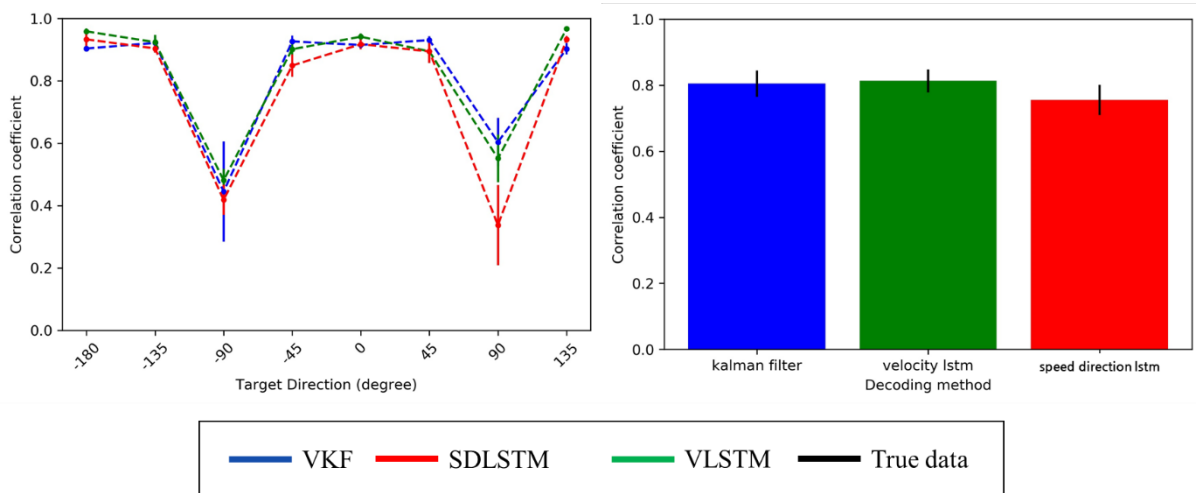 1.0
0.8
0.6
0.4
0.2
0.0
Correlation coefficient
-180
-135
-90
-45
0
45
90
135
Target Direction (degree)
1.0
0.8
0.6
0.4
0.2
0.0
Correlation coefficient
kalman filter
velocity lstm
speed direction lstm
Decoding method
VKF
SDLSTM
VLSTM
True data